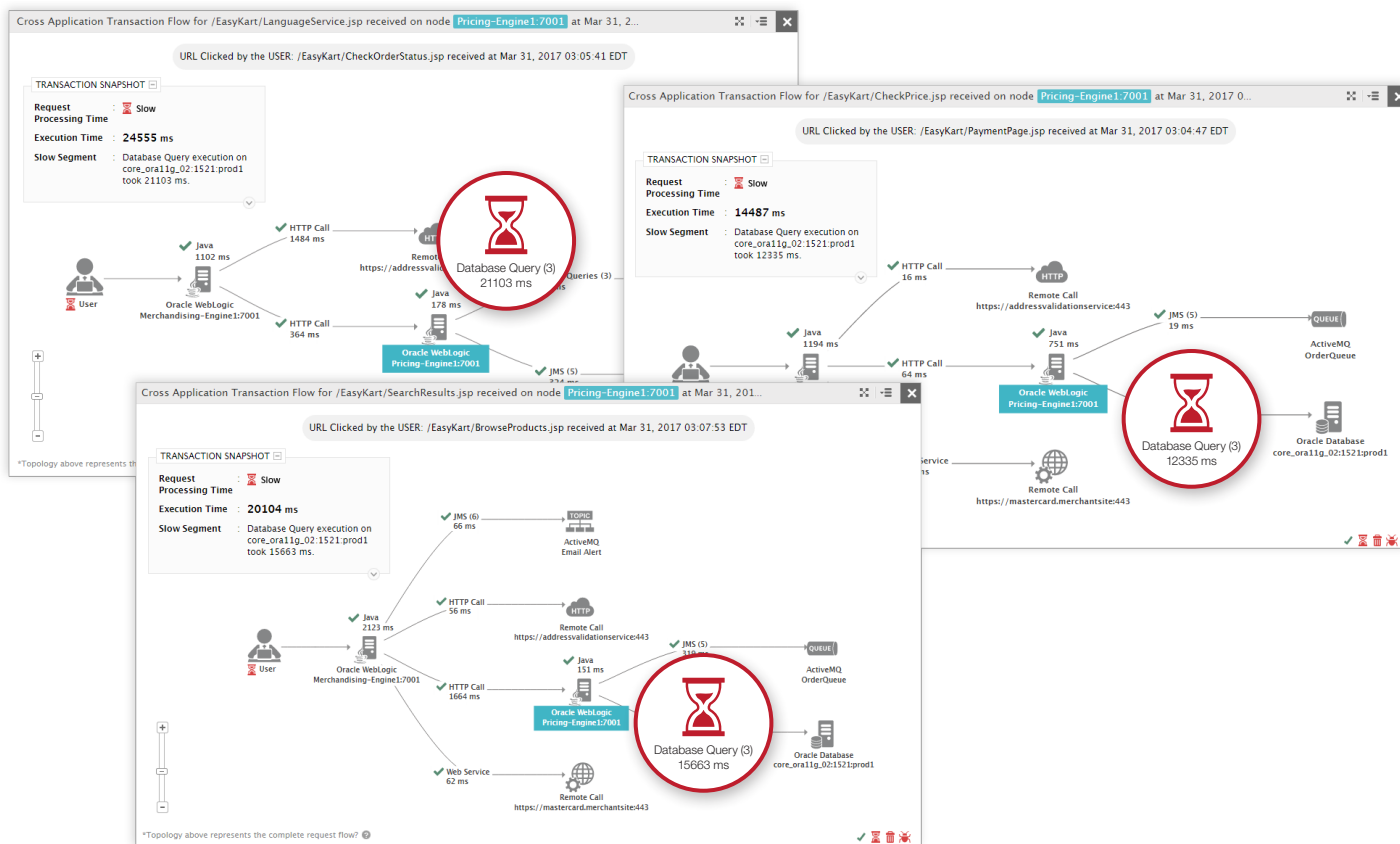 Cross Application Transaction Flow for /EasyKart/LanguageService.jsp received on node Pricing-Engine1:7001 at Mar 31, 2...
URL Clicked by the USER: /EasyKart/CheckOrderStatus.jsp received at Mar 31, 2017 03:05:41 EDT
TRANSACTION SNAPSHOT
Request Processing Time : Slow
Execution Time : 24555 ms
Slow Segment : Database Query execution on
core_ora11g_02:1521:prod1
took 21103 ms.
User
Java
1102 ms
Oracle WebLogic
Merchandising-Engine1:7001
HTTP Call
1484 ms
HT
Remot
https://addressvalid
Database Query (3)
21103 ms
Queries (3)
HTTP Call
364 ms
Java
178 ms
Oracle WebLogic
Pricing-Engine1:7001
JMS (5)
*Topology above represents th
Cross Application Transaction Flow for /EasyKart/CheckPrice.jsp received on node Pricing-Engine1:7001 at Mar 31, 2017 0...
URL Clicked by the USER: /EasyKart/PaymentPage.jsp received at Mar 31, 2017 03:04:47 EDT
TRANSACTION SNAPSHOT
Request Processing Time : Slow
Execution Time : 14487 ms
Slow Segment : Database Query execution on
core_ora11g_02:1521:prod1
took 12335 ms.
Java
1194 ms
HTTP Call
16 ms
HTTP
Remote Call
https://addressvalidationservice:443
HTTP Call
64 ms
Java
751 ms
Oracle WebLogic
Pricing-Engine1:7001
JMS (5)
19 ms
QUEUE
ActiveMQ
OrderQueue
Database Query (3)
12335 ms
Oracle Database
core_ora11g_02:1521:prod1
ervice
ns
Remote Call
https://mastercard.merchantsite:443
Cross Application Transaction Flow for /EasyKart/SearchResults.jsp received on node Pricing-Engine1:7001 at Mar 31, 201...
URL Clicked by the USER: /EasyKart/BrowseProducts.jsp received at Mar 31, 2017 03:07:53 EDT
TRANSACTION SNAPSHOT
Request Processing Time : Slow
Execution Time : 20104 ms
Slow Segment : Database Query execution on
core_ora11g_02:1521:prod1
took 15663 ms.
User
Java
2123 ms
Oracle WebLogic
Merchandising-Engine1:7001
JMS (6)
66 ms
TOPIC
ActiveMQ
Email Alert
HTTP Call
56 ms
HTTP
Remote Call
https://addressvalidationservice:443
HTTP Call
1664 ms
Java
151 ms
Oracle WebLogic
Pricing-Engine1:7001
JMS (5)
QUEUE
ActiveMQ
OrderQueue
Database Query (3)
15663 ms
Oracle Database
core_ora11g_02:1521:prod1
Web Service
62 ms
Remote Call
https://mastercard.merchantsite:443
*Topology above represents the complete request flow?